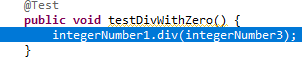 @Test
public void testDivWithZero() {
integerNumber1.div(integerNumber3);
}